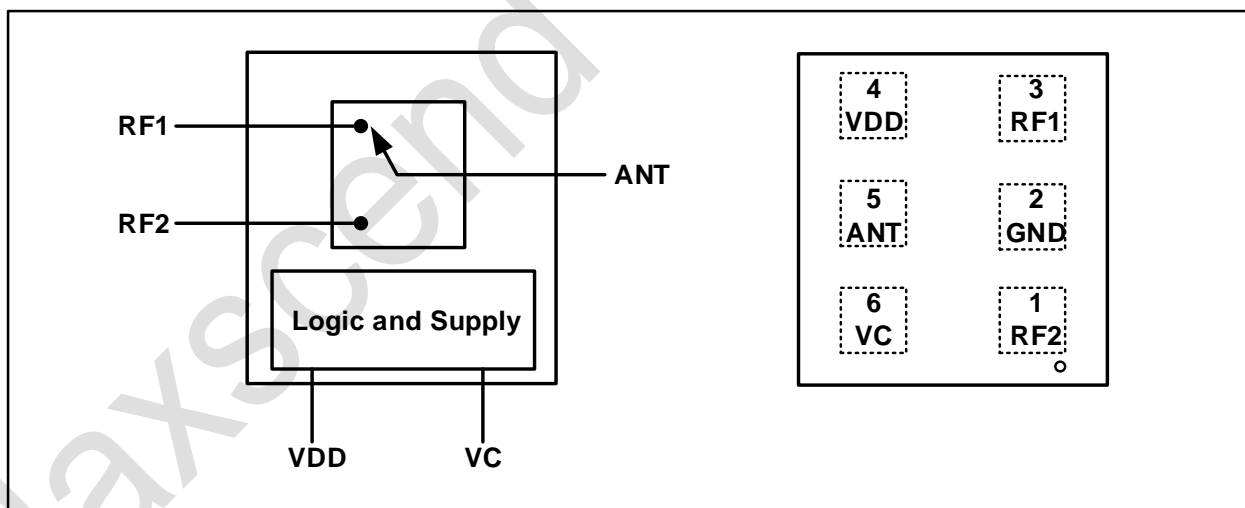 RF1
ANT
RF2
Logic and Supply
VDD
VC
4
VDD
3
RF1
5
ANT
2
GND
6
VC
1
RF2
axscend